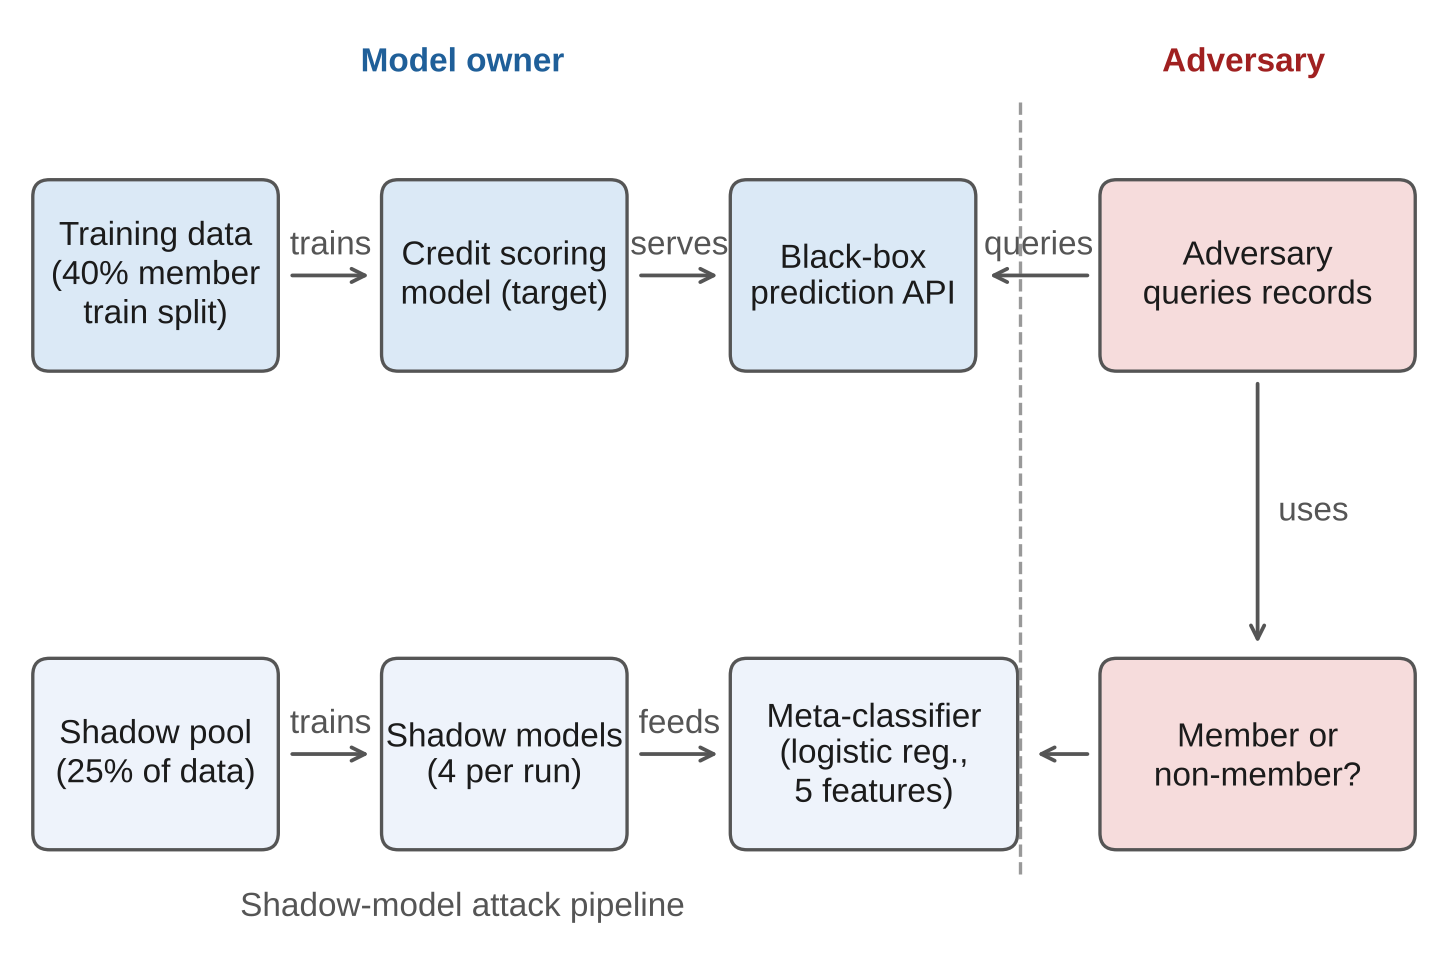 Model owner
Adversary
Training data
(40% member
train split)
trains
Credit scoring
model (target)
serves
Black-box
prediction API
queries
Adversary
queries records
uses
Shadow pool
(25% of data)
trains
Shadow models
(4 per run)
feeds
Meta-classifier
(logistic reg.,
5 features)
Member or
non-member?
Shadow-model attack pipeline